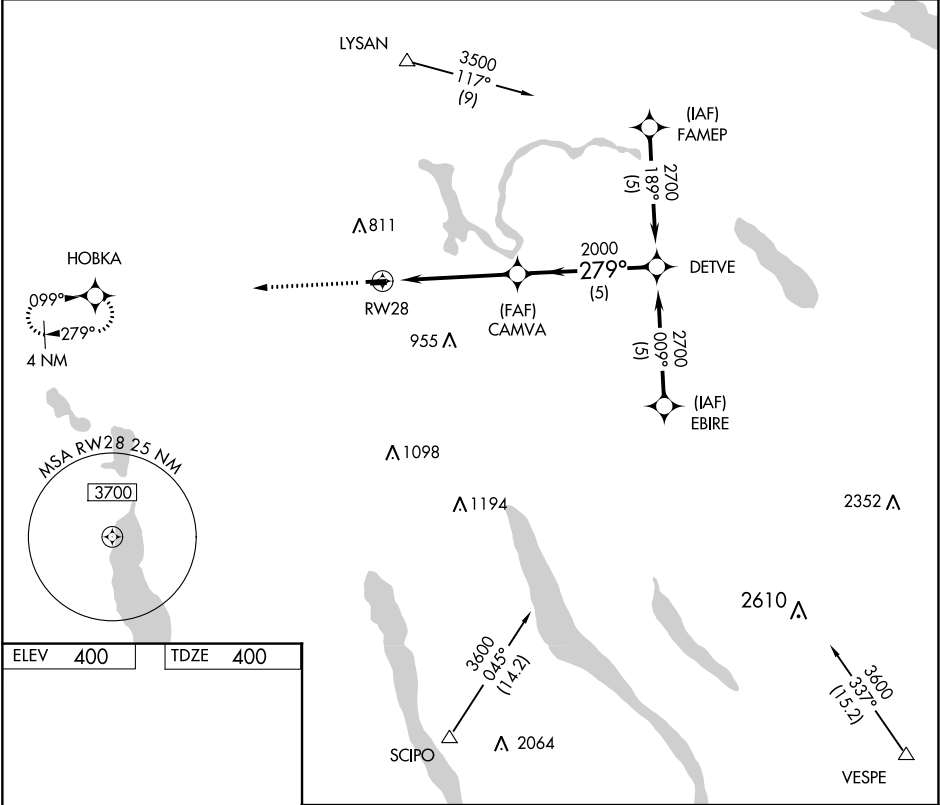 LYSAN
3500
117°
(9)
(IAF)
FAMEP
2700
189°
(5)
811
HOBKA
099°
279°
4 NM
RW28
2000
279°
(5)
DETVE
(FAF)
CAMVA
955
2700
009°
(5)
(IAF)
EBIRE
MSA RW28 25 NM
3700
1098
1194
2352
2610
ELEV 400
TDZE 400
3600
045°
(14.2)
3600
337°
(15.2)
SCIPO
2064
VESPE